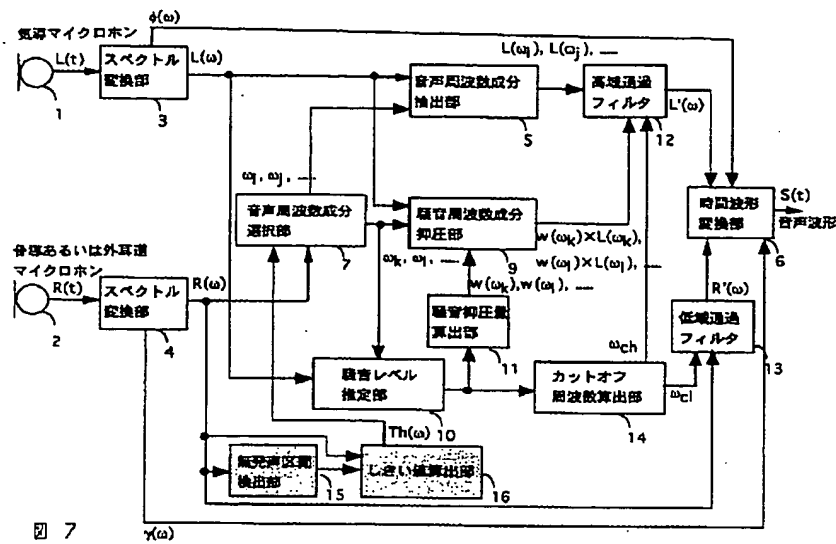 φ(ω)
気導マイクロホン
L(t)
スペクトル
変換部
L(ω)
1
3
L(ωi), L(ωj), ...
音声周波数成分
抽出部
5
高域通過
フィルタ
12
L'(ω)
ωi, ωj, ...
音声周波数成分
選択部
7
騒音周波数成分
抑圧部
9
w(ωk)×L(ωk),
w(ωl)×L(ωl), ...
時間波形
変換部
6
S(t)
音声波形
骨導あるいは外耳道
マイクロホン
R(t)
スペクトル
変換部
R(ω)
2
4
ωk, ωl, ...
w(ωk), w(ωl), ...
騒音抑圧量
算出部
11
ωch
R'(ω)
低域通過
フィルタ
13
騒音レベル
推定部
10
カットオフ
周波数算出部
14
ωcl
Th(ω)
無発声区間
検出部
15
しきい値算出部
16
図 7
γ(ω)